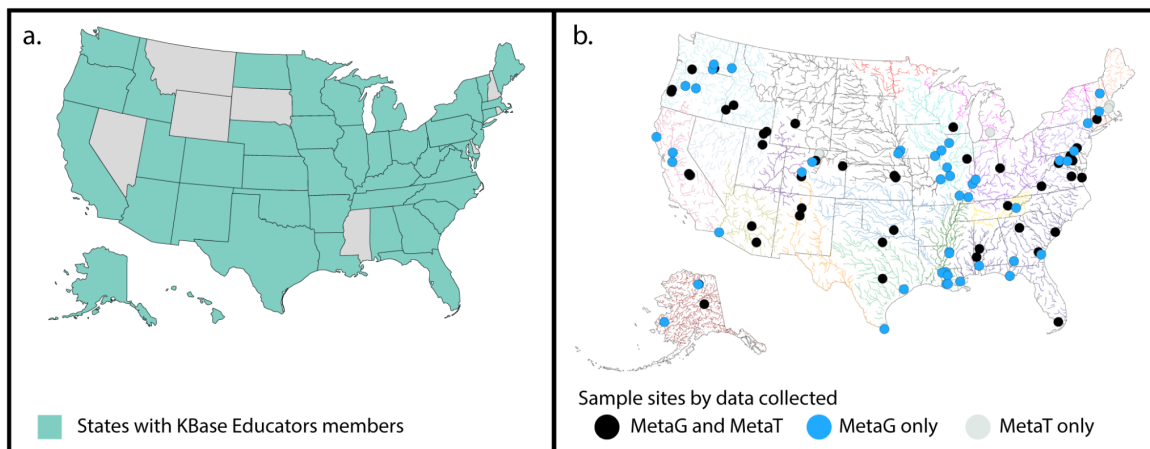 a.
States with KBase Educators members
b.
Sample sites by data collected
MetaG and MetaT
MetaG only
MetaT only